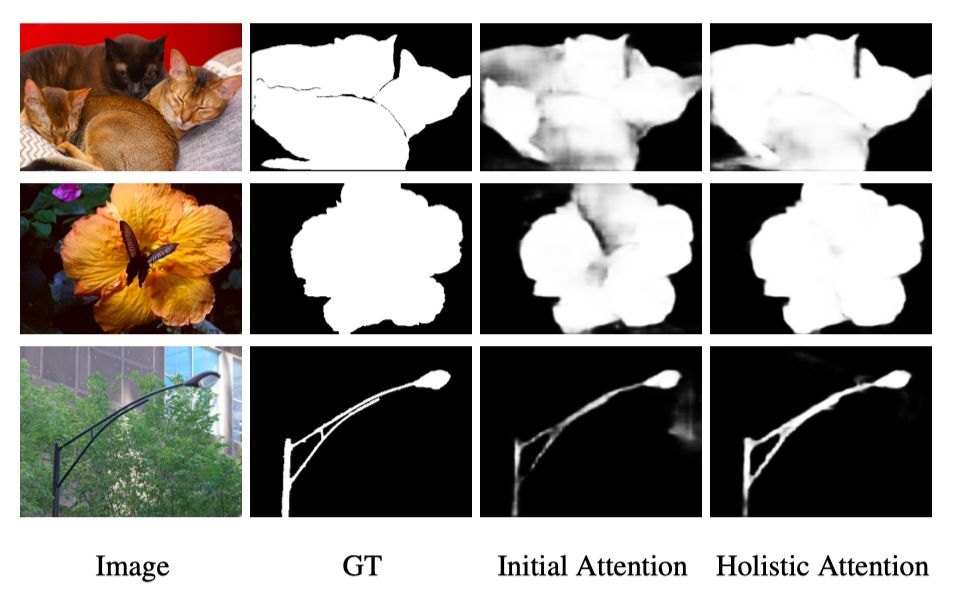 Image
GT
Initial Attention
Holistic Attention